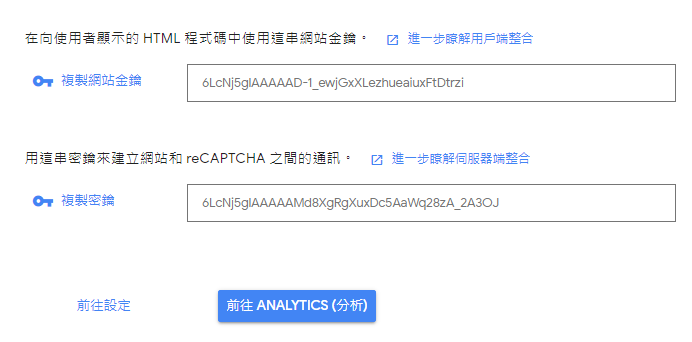 在向使用者顯示的 HTML 程式碼中使用這串網站金鑰。 進一步瞭解用戶端整合
複製網站金鑰 6LcNj5gIAAAAAD-1_ewjGxXLezhueaiuxFtDtrzi
用這串密鑰來建立網站和 reCAPTCHA 之間的通訊。 進一步瞭解伺服器端整合
複製密鑰 6LcNj5gIAAAAAMd8XgRgXuxDc5AaWq28zA_2A3OJ
前往設定 前往 ANALYTICS (分析)